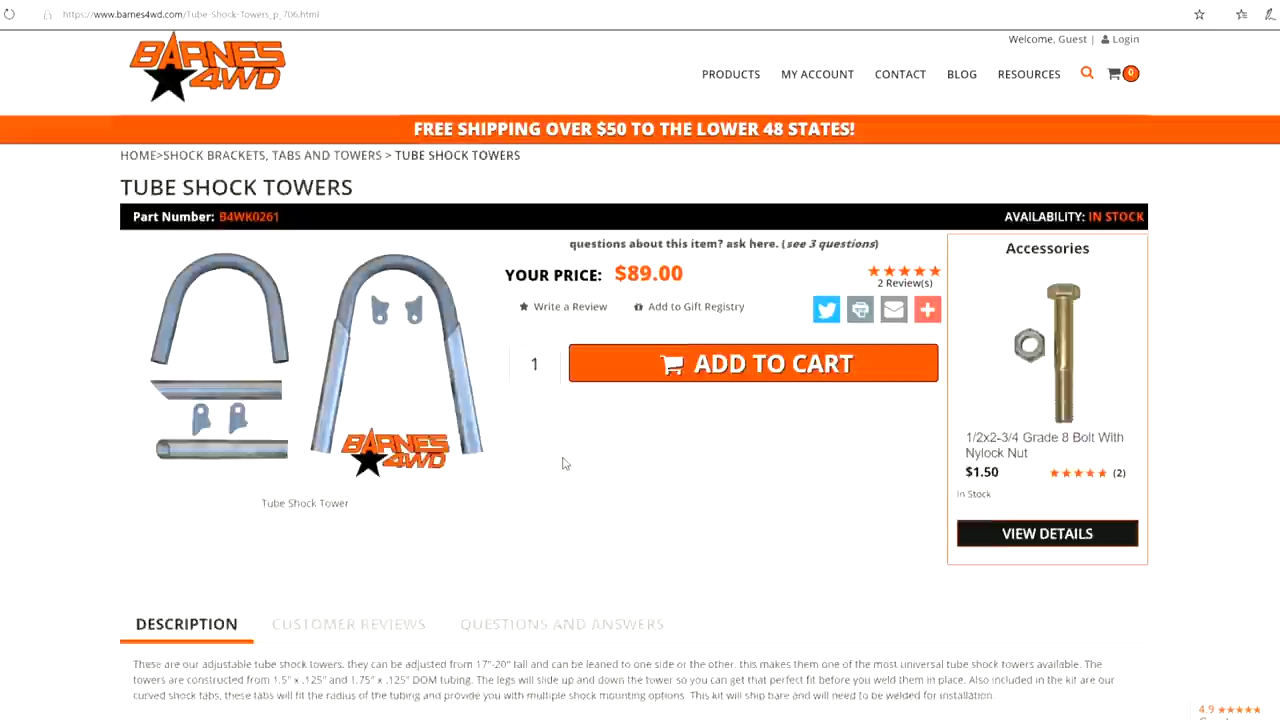 https://www.barnes4wd.com/Tube-Shock-Towers_p_706.html
BARNES
4WD
Welcome, Guest | Login
PRODUCTS MY ACCOUNT CONTACT BLOG RESOURCES 0
FREE SHIPPING OVER $50 TO THE LOWER 48 STATES!
HOME>SHOCK BRACKETS, TABS AND TOWERS > TUBE SHOCK TOWERS
TUBE SHOCK TOWERS
Part Number: B4WK0261 AVAILABILITY: IN STOCK
questions about this item? ask here. (see 3 questions)
YOUR PRICE: $89.00
2 Review(s)
Write a Review Add to Gift Registry
1 ADD TO CART
BARNES
4WD
Tube Shock Tower
Accessories
1/2x2-3/4 Grade 8 Bolt With
Nylock Nut
$1.50 (2)
In Stock
VIEW DETAILS
DESCRIPTION CUSTOMER REVIEWS QUESTIONS AND ANSWERS
These are our adjustable tube shock towers, they can be adjusted from 17"-20" tall and can be leaned to one side or the other, this makes them one of the most universal tube shock towers available. The
towers are constructed from 1.5" x .125" and 1.75" x .125" DOM tubing. The legs will slide up and down the tower so you can get that perfect fit before you weld them in place. Also included in the kit are our
curved shock tabs, these tabs will fit the radius of the tubing and provide you with multiple shock mounting options. This kit will ship bare and will need to be welded for installation.
4.9